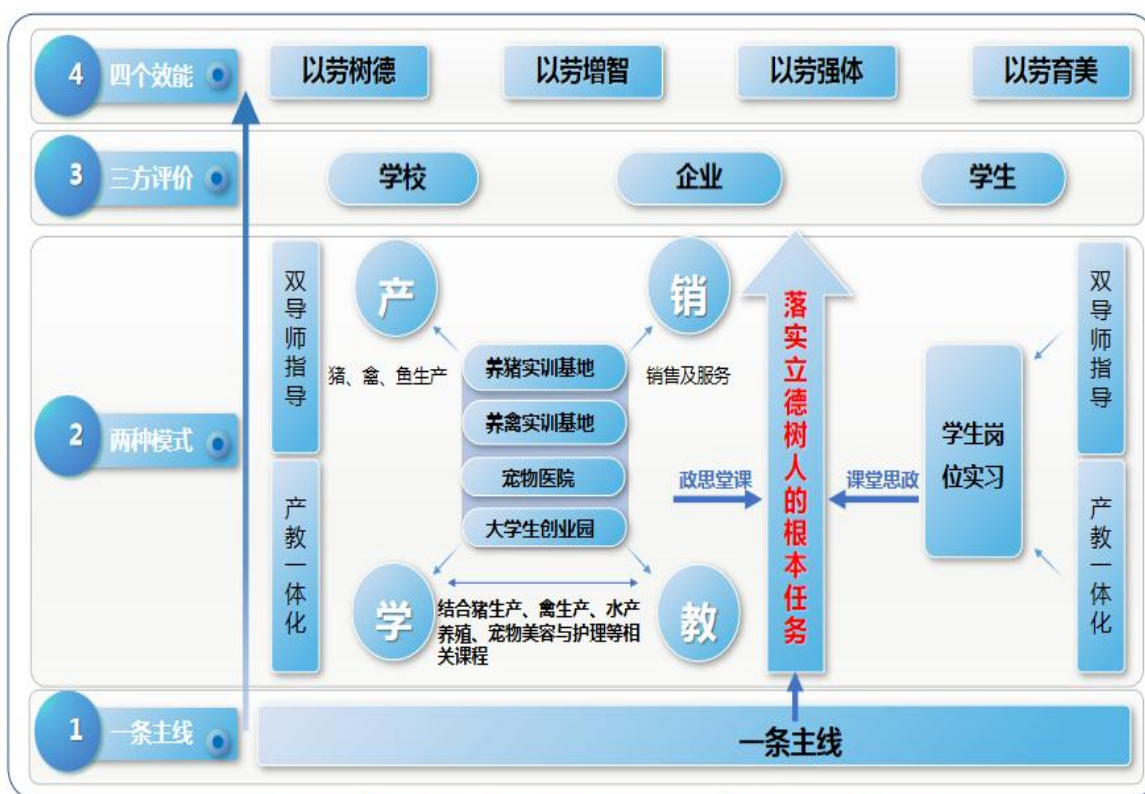 4
四个效能
以劳树德
以劳增智
以劳强体
以劳育美
3
三方评价
学校
企业
学生
2
两种模式
双导师指导
产教一体化
产
销
猪、禽、鱼生产
销售及服务
养猪实训基地
养禽实训基地
宠物医院
大学生创业园
学
教
结合猪生产、禽生产、水产
养殖、宠物美容与护理等相
关课程
政思堂课
落实立德树人的根本任务
课堂思政
学生岗
位实习
双导师指导
产教一体化
1
一条主线
一条主线